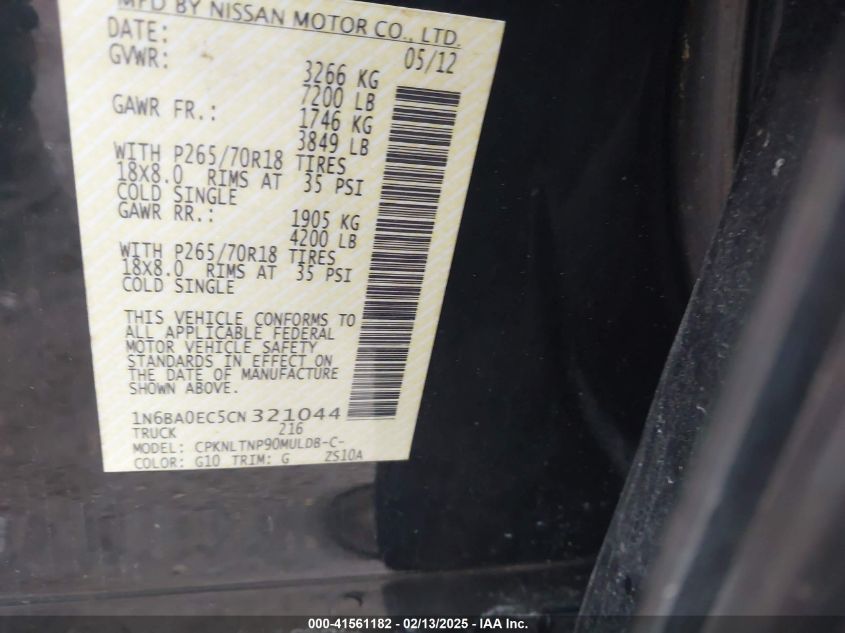 MFD BY NISSAN MOTOR CO., LTD.
DATE: 05/12
GVWR: 3266 KG
7200 LB
GAWR FR.: 1746 KG
3849 LB
WITH P265/70R18 TIRES
18X8.0 RIMS AT 35 PSI
COLD SINGLE
GAWR RR.: 1905 KG
4200 LB
WITH P265/70R18 TIRES
18X8.0 RIMS AT 35 PSI
COLD SINGLE
THIS VEHICLE CONFORMS TO
ALL APPLICABLE FEDERAL
MOTOR VEHICLE SAFETY
STANDARDS IN EFFECT ON
THE DATE OF MANUFACTURE
SHOWN ABOVE.
1N6BA0EC5CN 321044
TRUCK 216
MODEL: CPKNLTNP90MULDB-C-
COLOR: G10 TRIM: G ZS10A
000-41561182 - 02/13/2025 - IAA Inc.